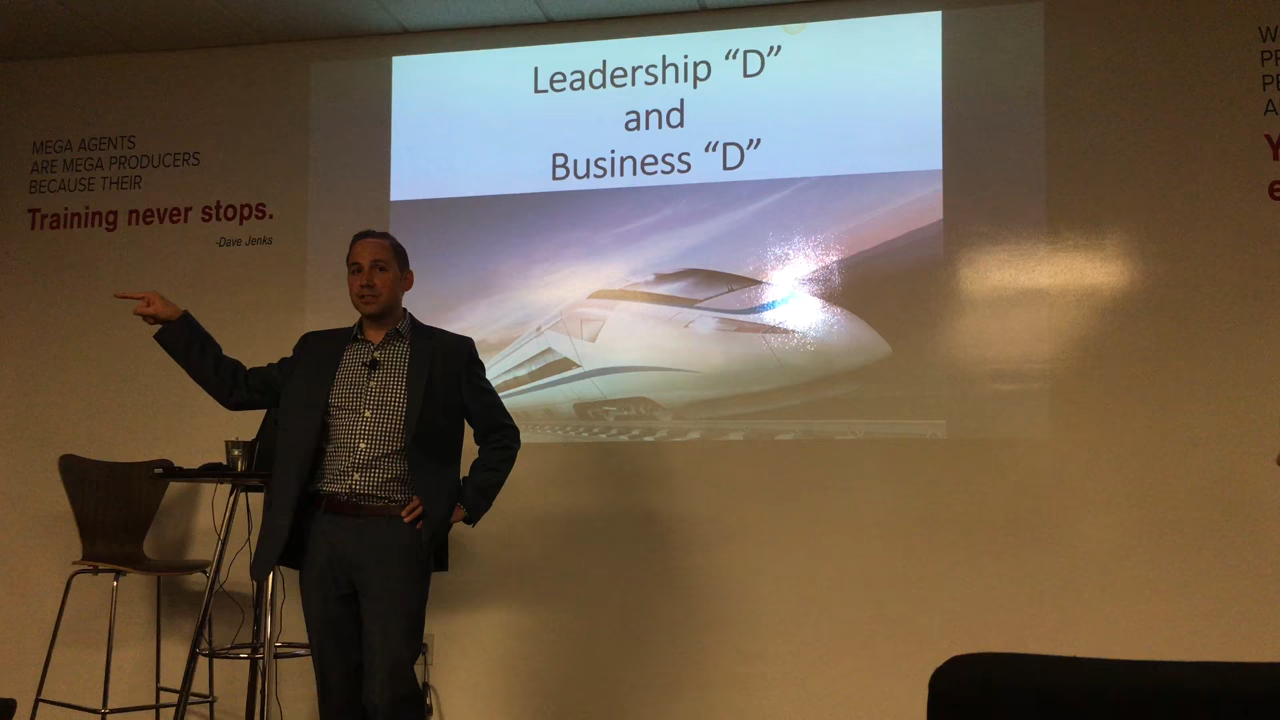 MEGA AGENTS
ARE MEGA PRODUCERS
BECAUSE THEIR
Training never stops.
-Dave Jenks
Leadership “D”
and
Business “D”